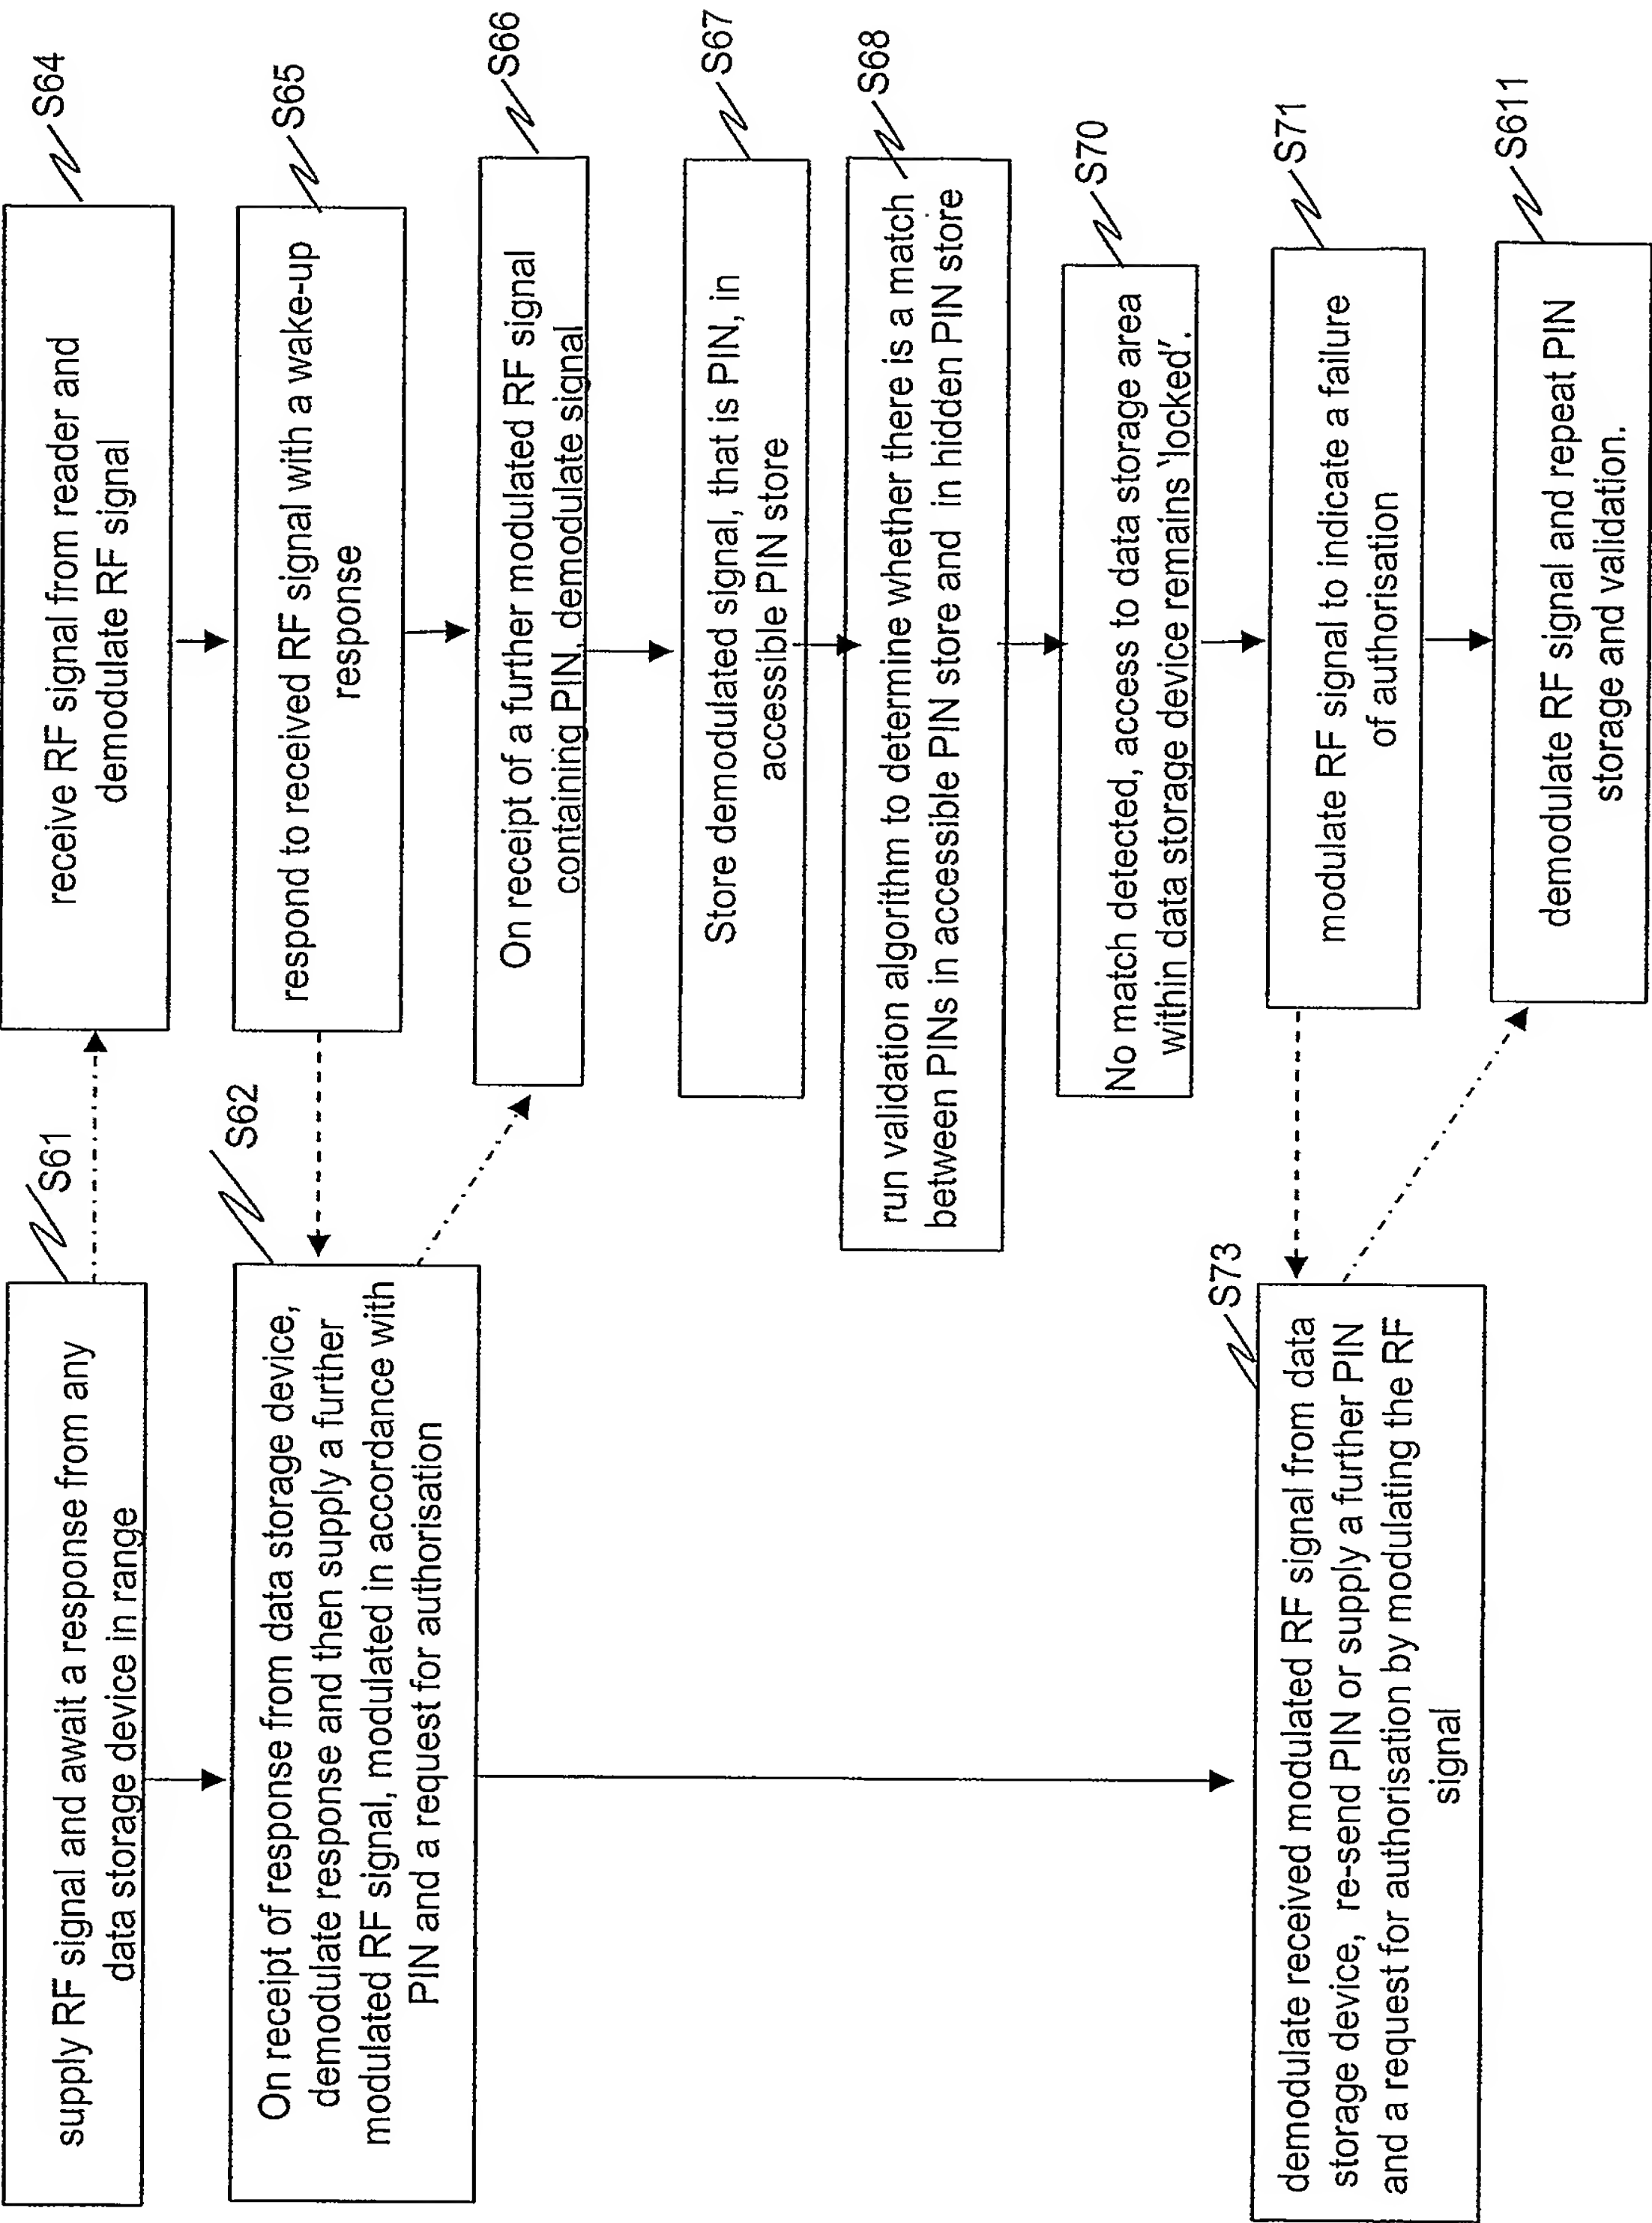 S61
supply RF signal and await a response from any
data storage device in range
S62
On receipt of response from data storage device,
demodulate response and then supply a further
modulated RF signal, modulated in accordance with
PIN and a request for authorisation
S73
demodulate received modulated RF signal from data
storage device, re-send PIN or supply a further PIN
and a request for authorisation by modulating the RF
signal
S64
receive RF signal from reader and
demodulate RF signal
S65
respond to received RF signal with a wake-up
response
S66
On receipt of a further modulated RF signal
containing PIN, demodulate signal
S67
Store demodulated signal, that is PIN, in
accessible PIN store
S68
run validation algorithm to determine whether there is a match
between PINs in accessible PIN store and in hidden PIN store
S70
No match detected, access to data storage area
within data storage device remains 'locked'.
S71
modulate RF signal to indicate a failure
of authorisation
S611
demodulate RF signal and repeat PIN
storage and validation.